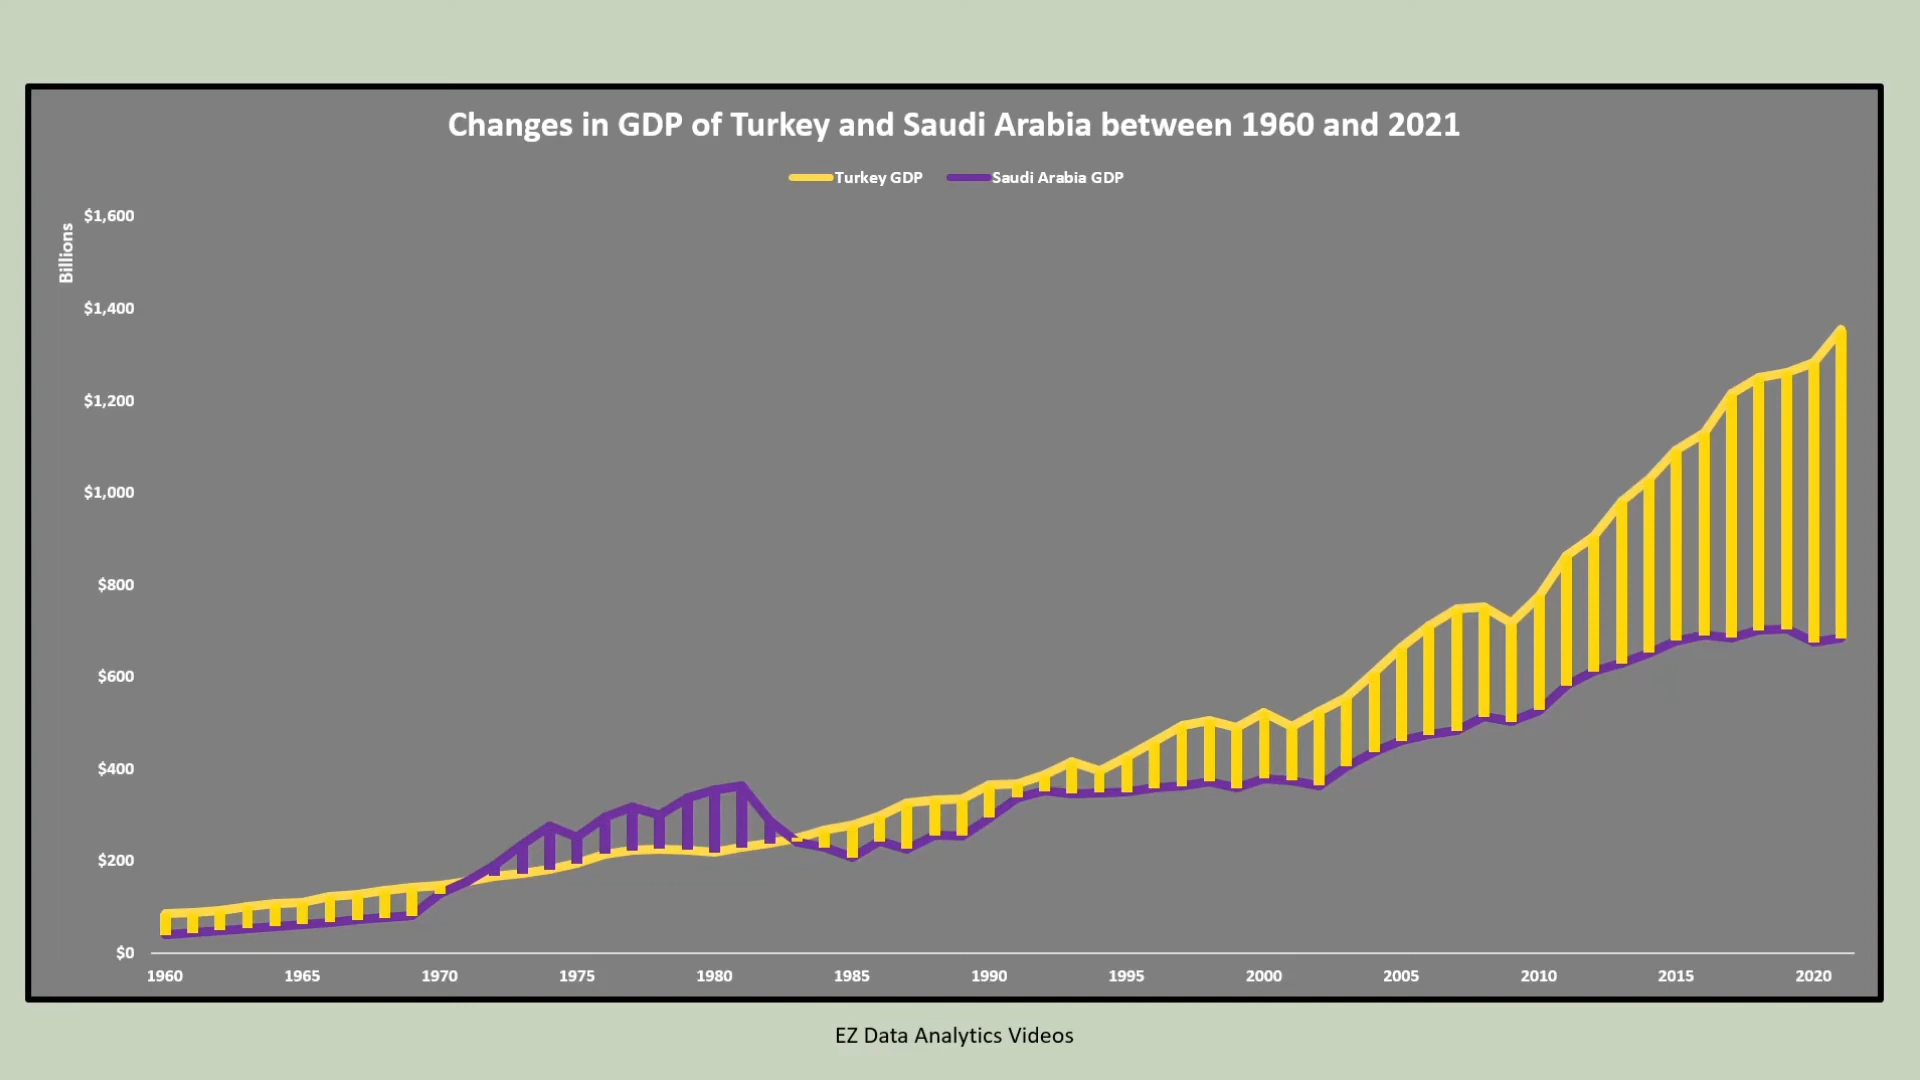 Changes in GDP of Turkey and Saudi Arabia between 1960 and 2021
Turkey GDP Saudi Arabia GDP
Billions
$1,600
$1,400
$1,200
$1,000
$800
$600
$400
$200
$0
1960 1965 1970 1975 1980 1985 1990 1995 2000 2005 2010 2015 2020
EZ Data Analytics Videos